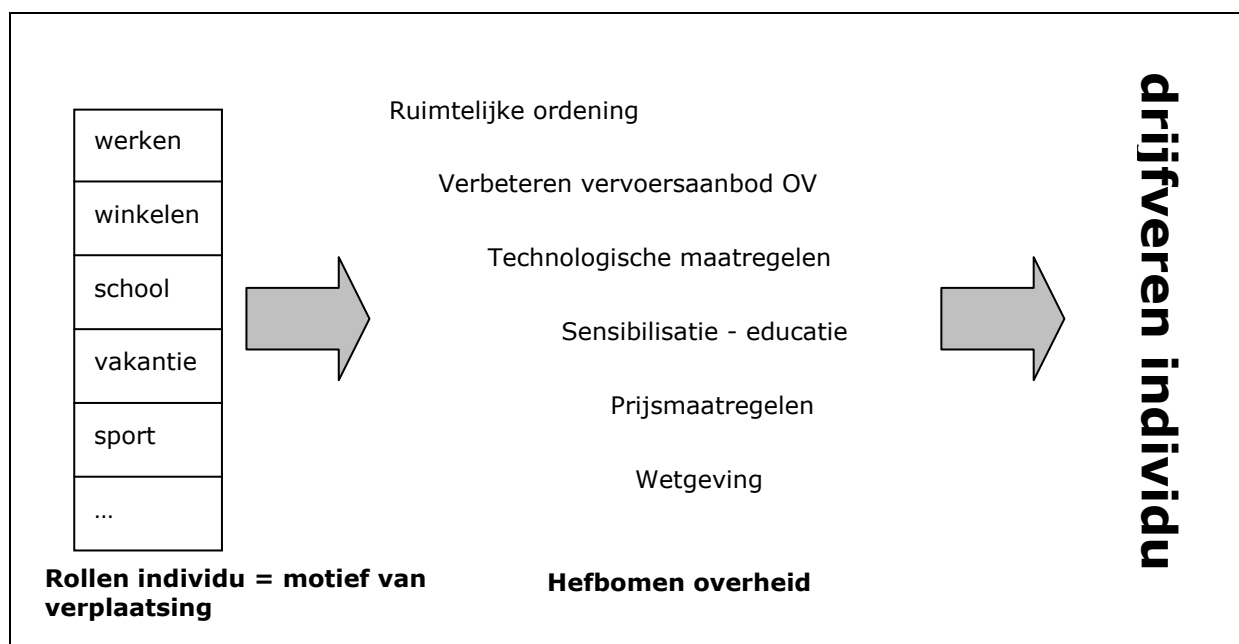 werken
winkelen
school
vakantie
sport
...
Rollen individu = motief van
verplaatsing
Ruimtelijke ordening
Verbeteren vervoersaanbod OV
Technologische maatregelen
Sensibilisatie - educatie
Prijsmaatregelen
Wetgeving
Hefbomen overheid
drijfveren individu